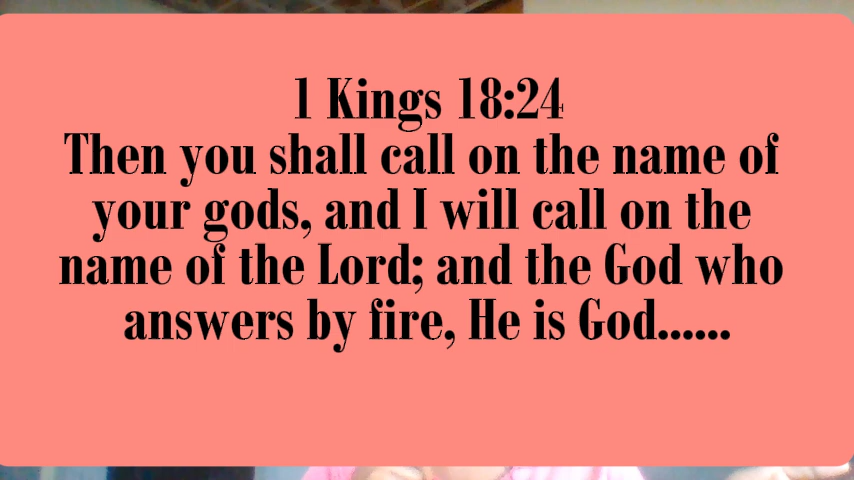 1 Kings 18:24
Then you shall call on the name of
your gods, and I will call on the
name of the Lord; and the God who
answers by fire, He is God......